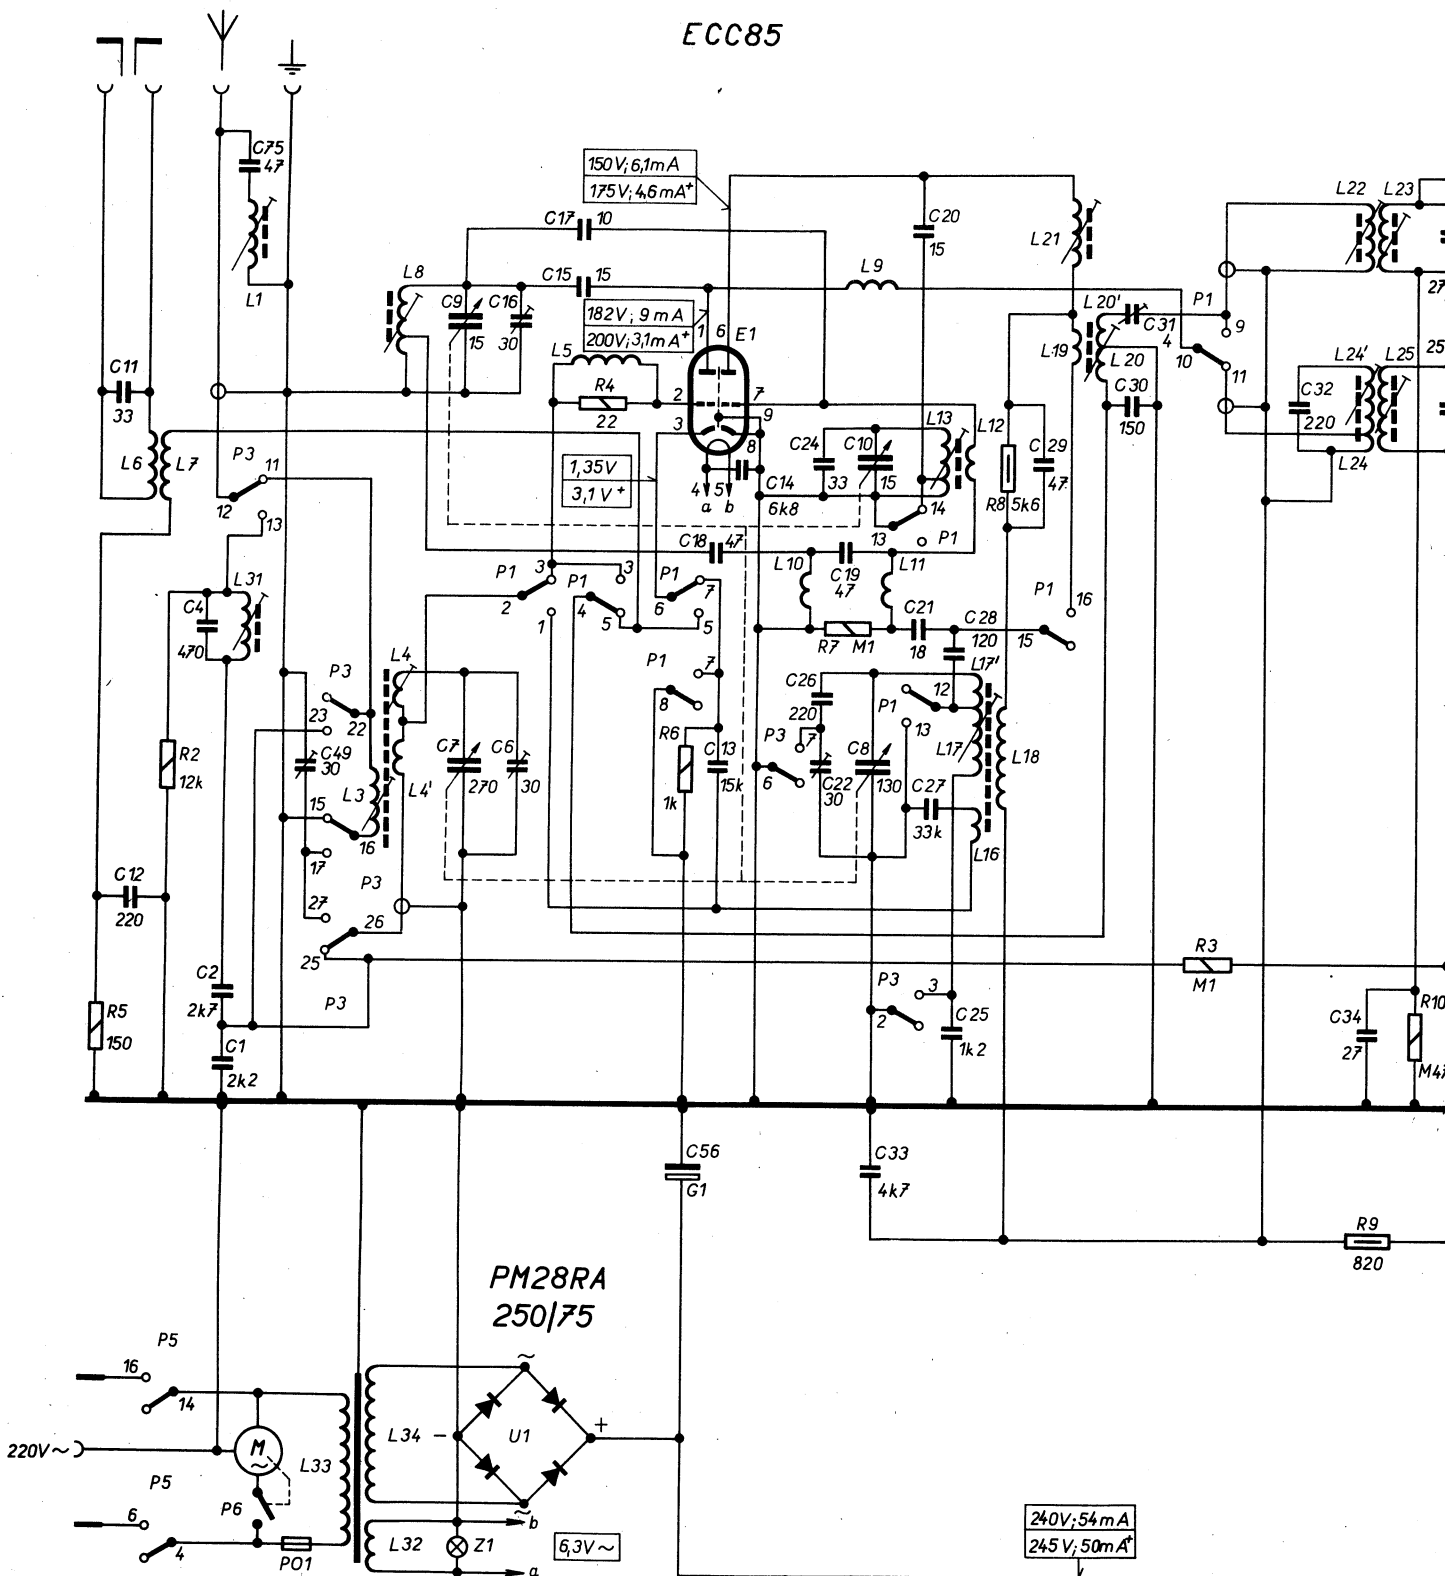 ECC85
C75
47
L1
150V; 6,1mA
175V; 4,6mA+
C17 10
C15 15
L8
C9
15
C16
30
182V; 9mA
200V; 3,1mA+
1 6 E1
L9
C20
15
L21
L22 L23
27
P1
9
10
11
L20'
C31
4
L20
L19
C30
150
L24' L25
25
C32
220
L24
C11
33
L6
L7
P3
11
12
13
L5
R4
22
2
7
3
9
8
4 5
a b
1,35V
3,1V+
C14
6k8
C24
33
C10
15
L13
L12
14
13
P1
R8 5k6
C29
47
C18 47
L10
C19
47
L11
R7 M1
C21
18
C28
120
P1
16
15
C4
470
L31
P1
3
2
1
P1
3
4
5
P1
7
6
5
P1
7
8
R6
1k
C13
15k
P3
23
22
C49
30
L3
15
16
17
27
P3
26
25
P3
L4
L4'
C7
270
C6
30
C26
220
P3
7
6
C22
30
C8
130
P1
12
13
L17'
L17
L18
C27
33k
L16
R2
12k
C12
220
R5
150
C2
2k7
C1
2k2
P3
3
2
C25
1k2
R3
M1
C34
27
R10
M47
C56
G1
C33
4k7
R9
820
PM28RA
250/75
P5
16
14
220V~
M
~
L33
P5
6
4
P6
PO1
L34
~
-
U1
+
~
L32
Z1
b
a
6,3V~
240V; 54mA
245V; 50mA+